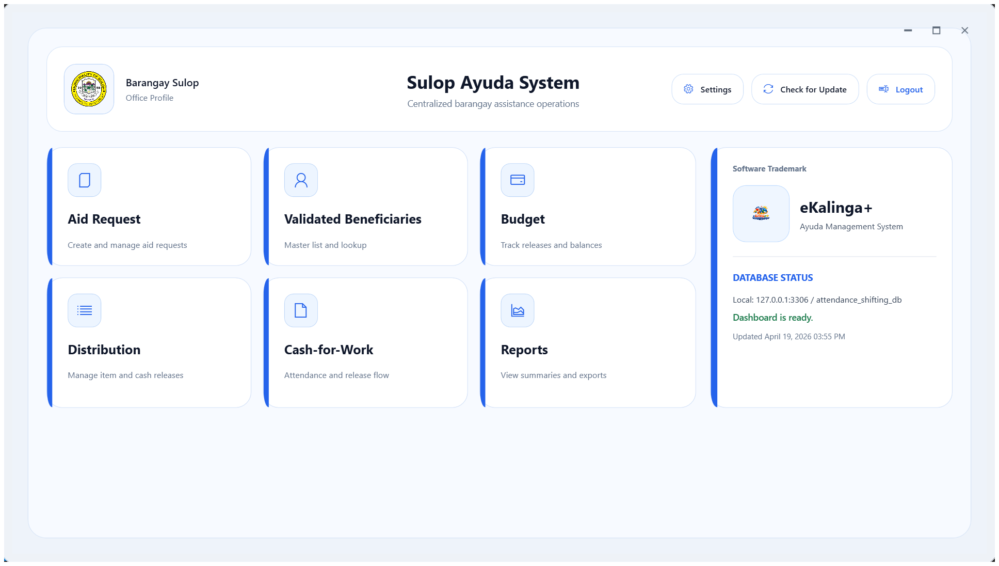 Barangay Sulop
Office Profile
Sulop Ayuda System
Centralized barangay assistance operations
Settings
Check for Update
Logout
Aid Request
Create and manage aid requests
Validated Beneficiaries
Master list and lookup
Budget
Track releases and balances
Distribution
Manage item and cash releases
Cash-for-Work
Attendance and release flow
Reports
View summaries and exports
Software Trademark
eKalinga+
Ayuda Management System
DATABASE STATUS
Local: 127.0.0.1:3306 / attendance_shifting_db
Dashboard is ready.
Updated April 19, 2026 03:55 PM